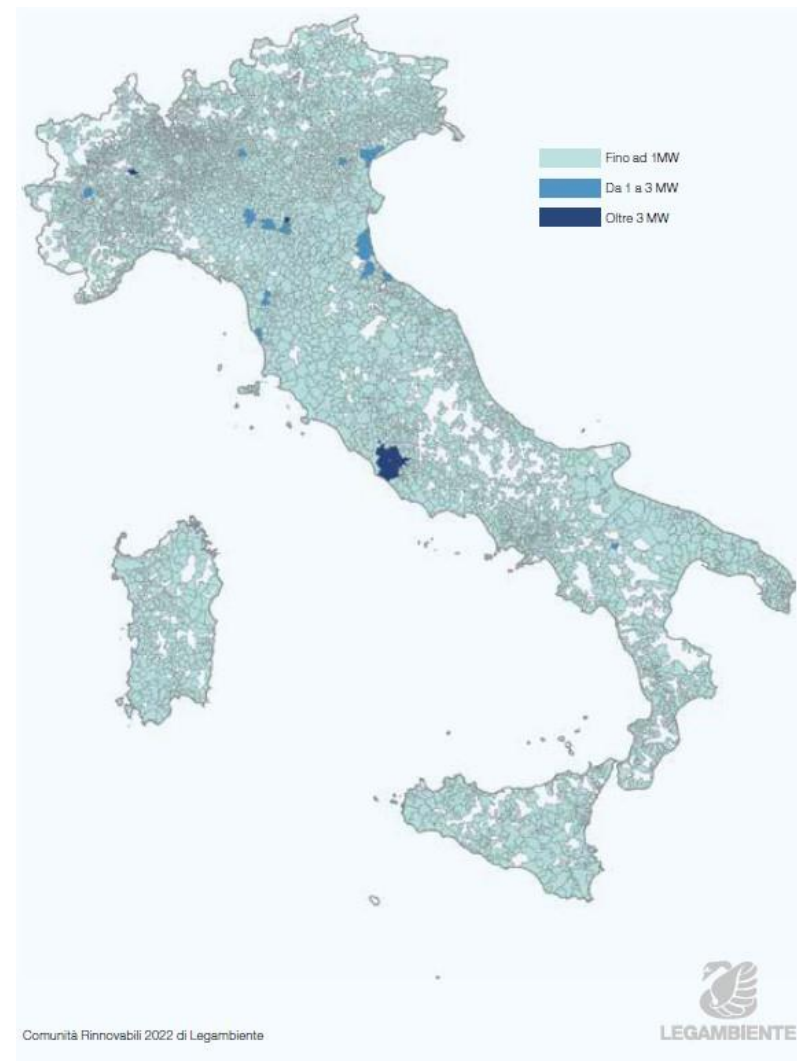 Fino ad 1MW
Da 1 a 3 MW
Oltre 3 MW
Comunità Rinnovabili 2022 di Legambiente
LEGAMBIENTE